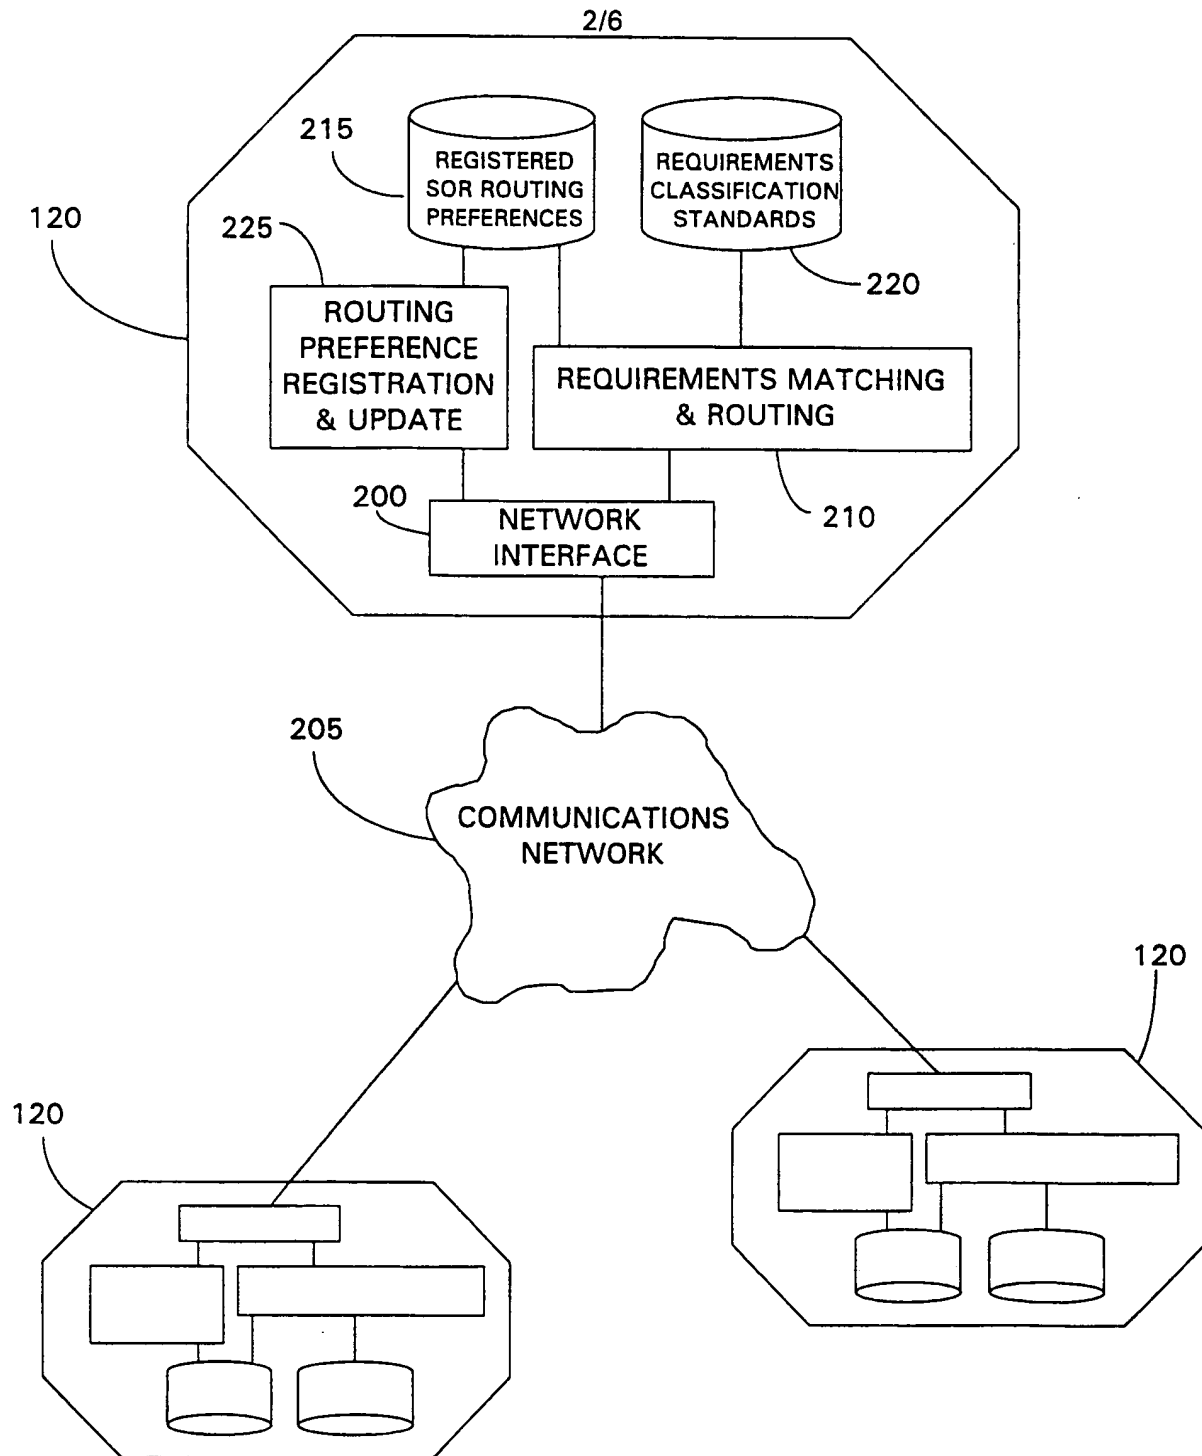 2/6
215
REGISTERED
SOR ROUTING
PREFERENCES
REQUIREMENTS
CLASSIFICATION
STANDARDS
120
225
220
ROUTING
PREFERENCE
REGISTRATION
& UPDATE
REQUIREMENTS MATCHING
& ROUTING
200
210
NETWORK
INTERFACE
205
COMMUNICATIONS
NETWORK
120
120